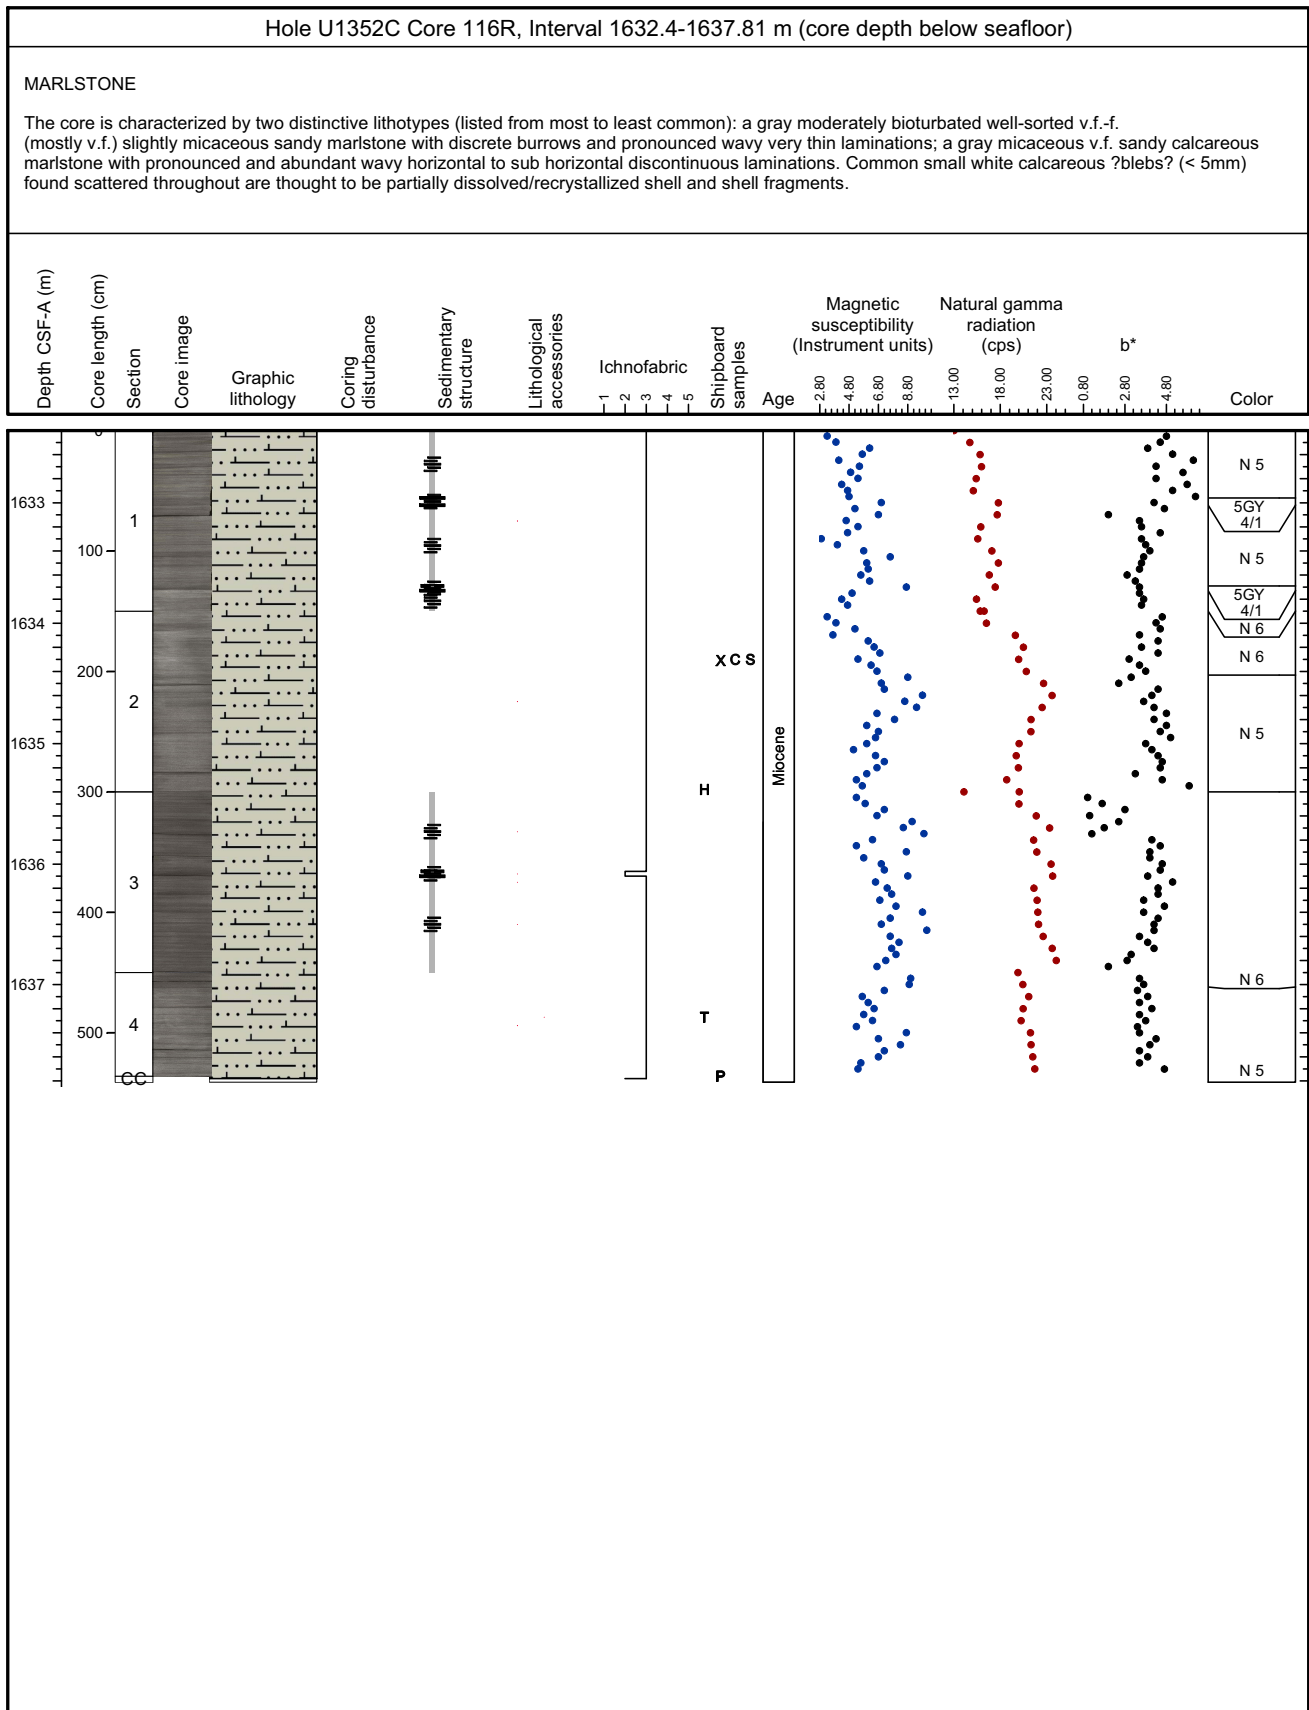 Hole U1352C Core 116R, Interval 1632.4-1637.81 m (core depth below seafloor)
MARLSTONE
The core is characterized by two distinctive lithotypes (listed from most to least common): a gray moderately bioturbated well-sorted v.f.-f.
(mostly v.f.) slightly micaceous sandy marlstone with discrete burrows and pronounced wavy very thin laminations; a gray micaceous v.f. sandy calcareous
marlstone with pronounced and abundant wavy horizontal to sub horizontal discontinuous laminations. Common small white calcareous ?blebs? (< 5mm)
found scattered throughout are thought to be partially dissolved/recrystallized shell and shell fragments.
Depth CSF-A (m)
Core length (cm)
Section
Core image
Graphic
lithology
Coring
disturbance
Sedimentary
structure
Lithological
accessories
Ichnofabric
1 2 3 4 5
Shipboard
samples
Age
Magnetic
susceptibility
(Instrument units)
2.80 4.80 6.80 8.80
Natural gamma
radiation
(cps)
13.00 18.00 23.00
b*
0.80 2.80 4.80
Color
0
N 5
1633
5GY
4/1
1
100
N 5
5GY
4/1
1634
N 6
X C S
N 6
200
2
1635
N 5
Miocene
300
H
1636
3
400
1637
N 6
T
4
500
N 5
CC
P